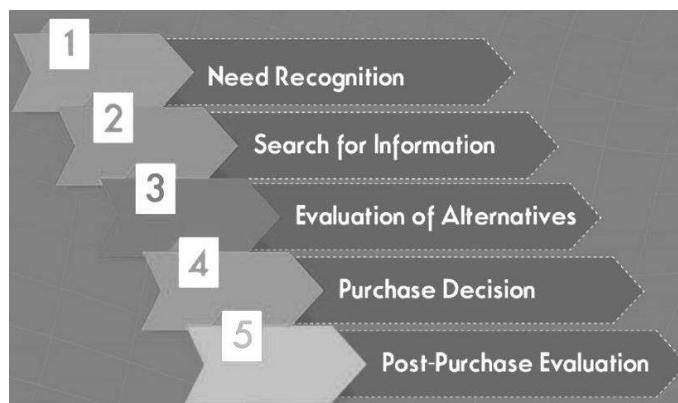 1
Need Recognition
2
Search for Information
3
Evaluation of Alternatives
4
Purchase Decision
5
Post-Purchase Evaluation